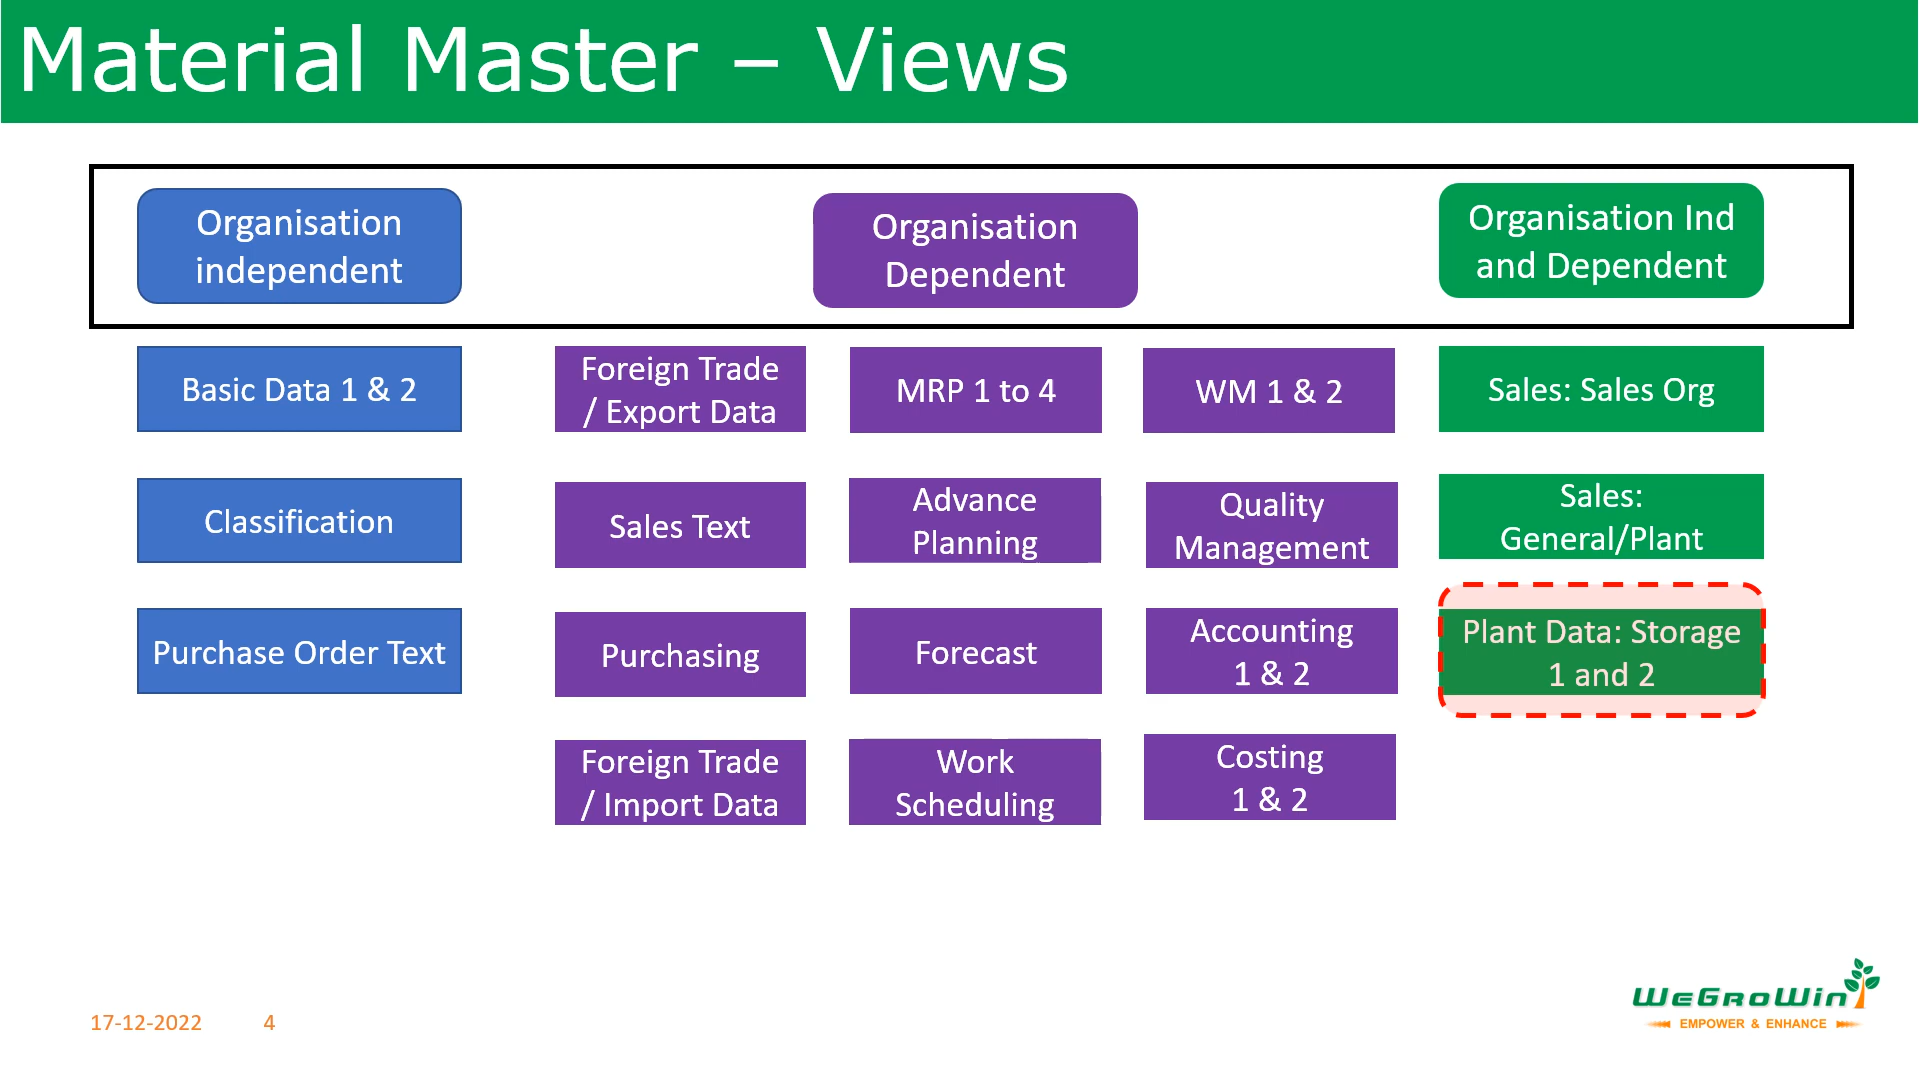 Material Master – Views
Organisation
independent
Organisation
Dependent
Organisation Ind
and Dependent
Basic Data 1 & 2
Foreign Trade
/ Export Data
MRP 1 to 4
WM 1 & 2
Sales: Sales Org
Classification
Sales Text
Advance
Planning
Quality
Management
Sales:
General/Plant
Purchase Order Text
Purchasing
Forecast
Accounting
1 & 2
Plant Data: Storage
1 and 2
Foreign Trade
/ Import Data
Work
Scheduling
Costing
1 & 2
WeGroWin
EMPOWER & ENHANCE
17-12-2022
4